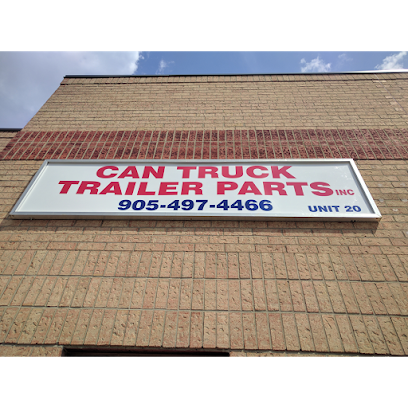 CAN TRUCK
TRAILER PARTS INC
905-497-4466 UNIT 20